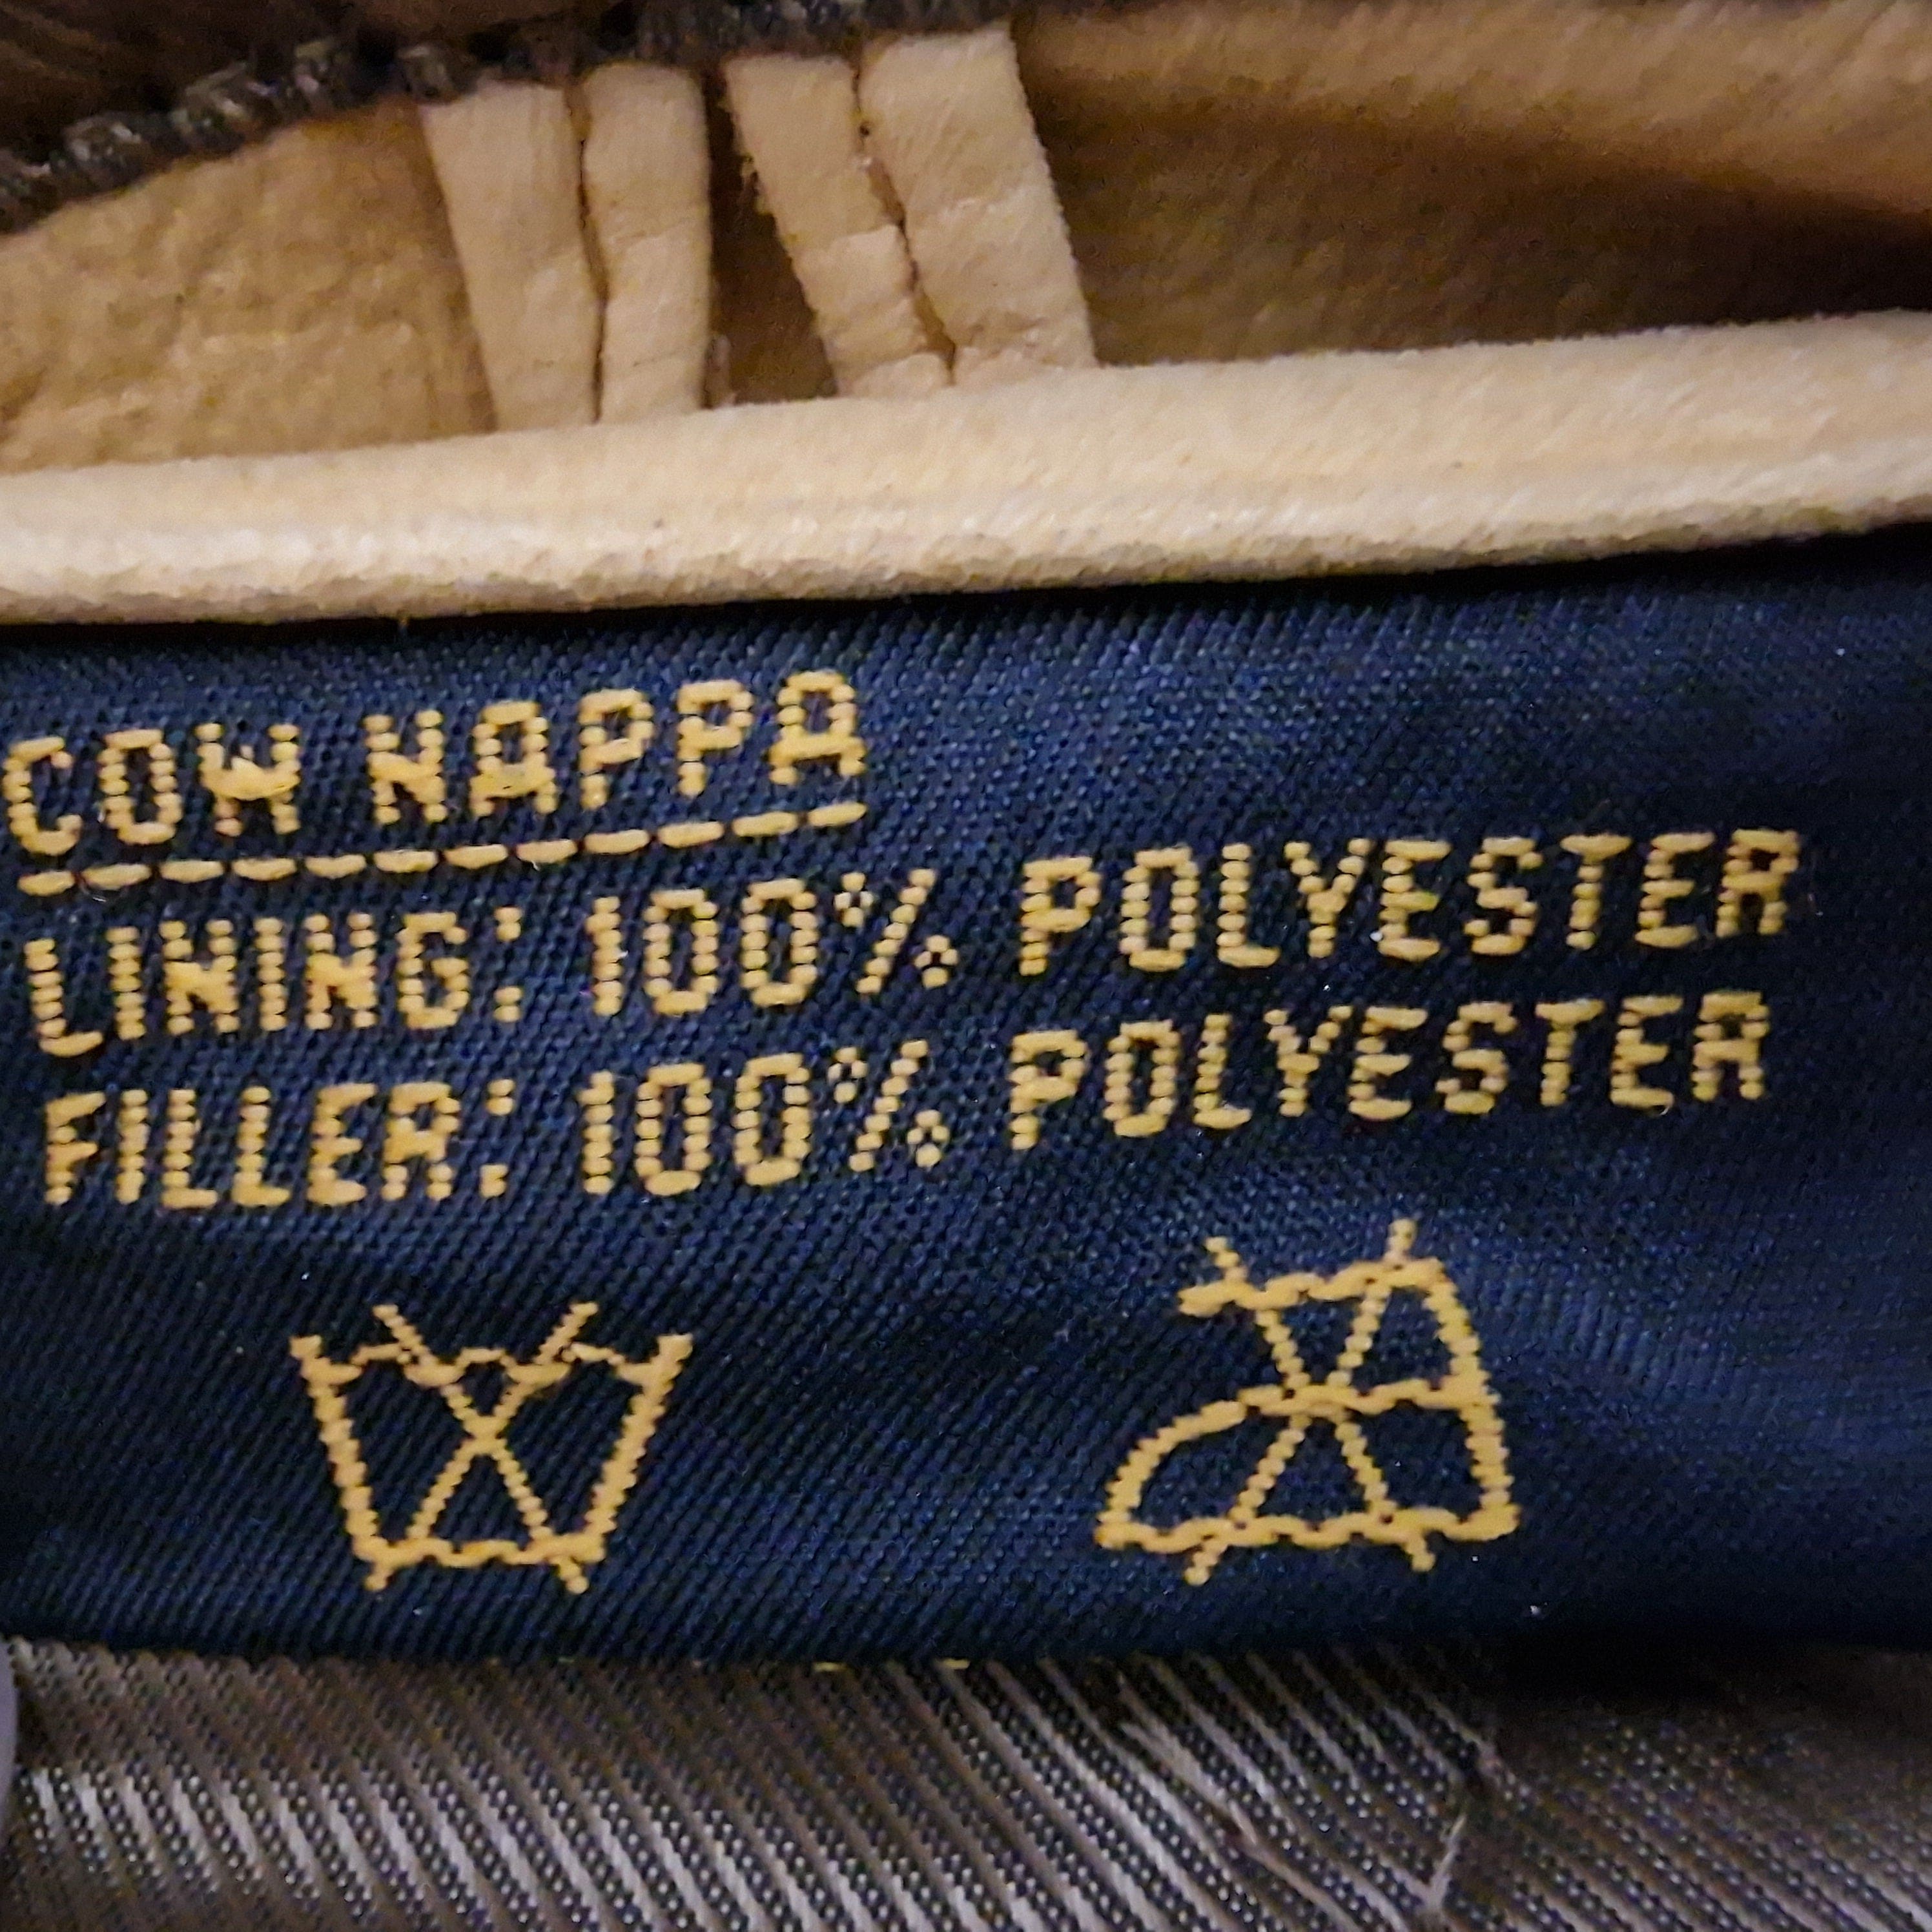 COW NAPPA
LINING: 100% POLYESTER
FILLER: 100% POLYESTER